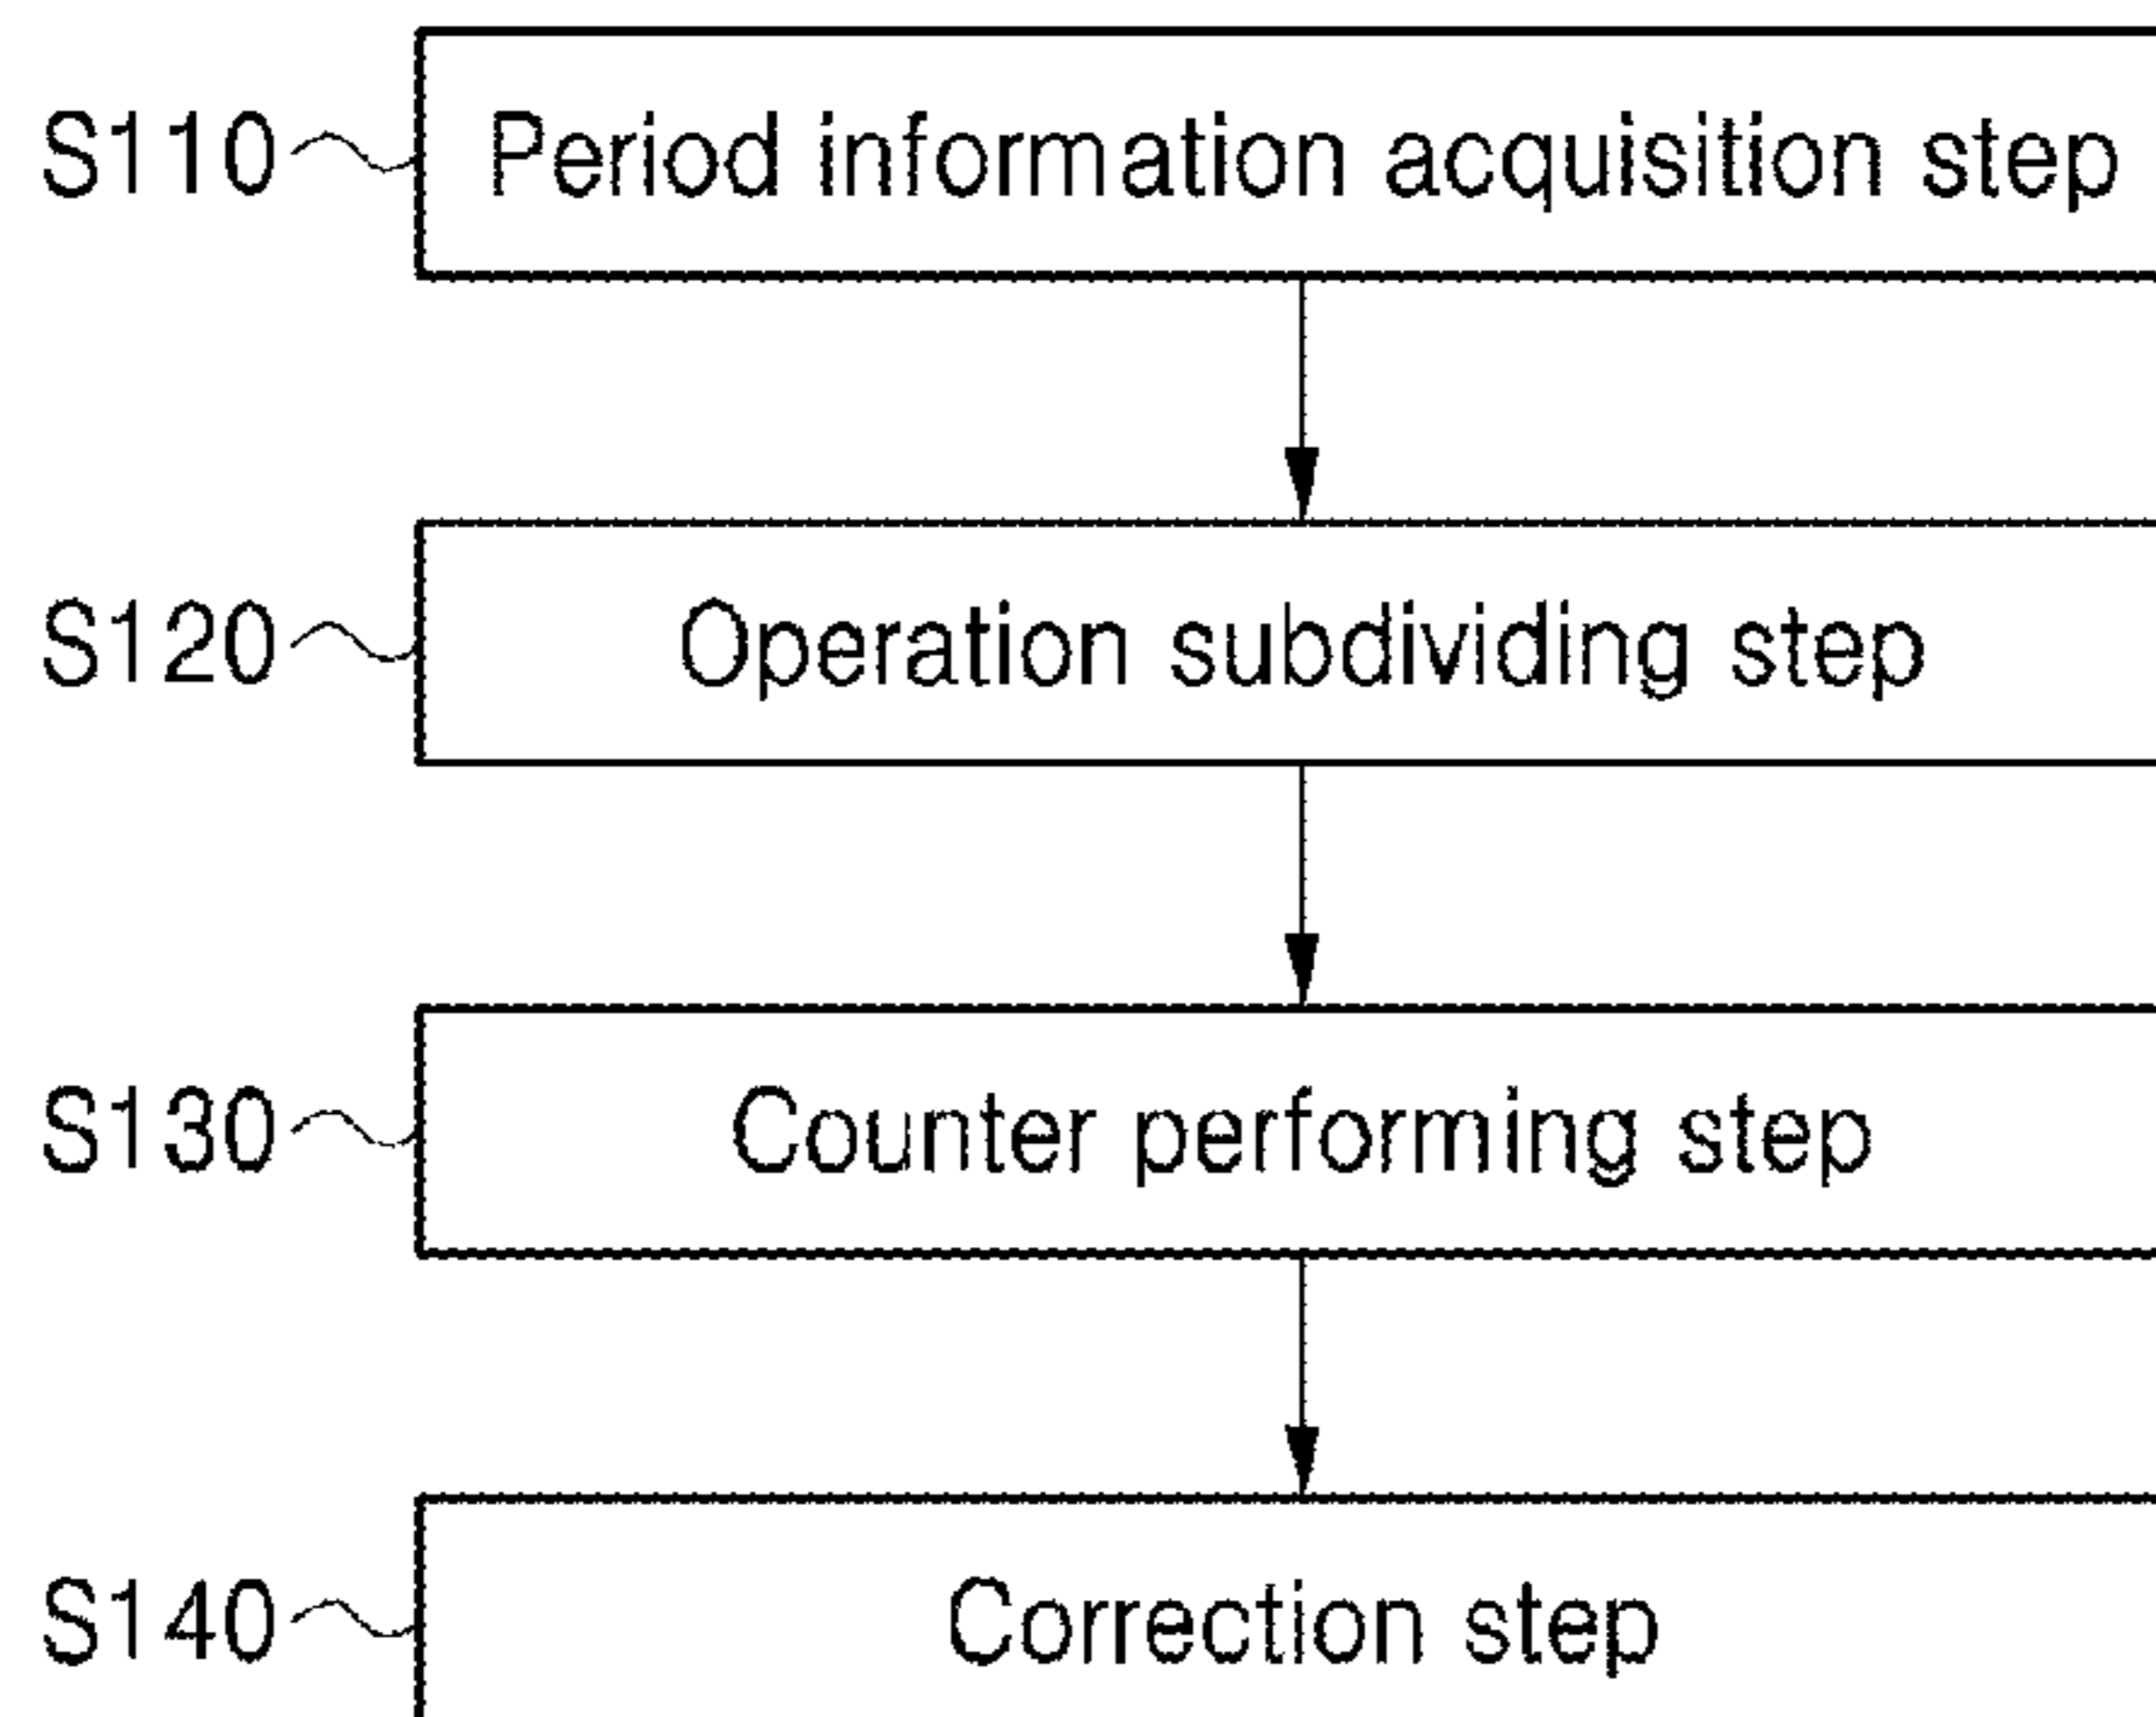 S110 Period information acquisition step
S120 Operation subdividing step
S130 Counter performing step
S140 Correction step